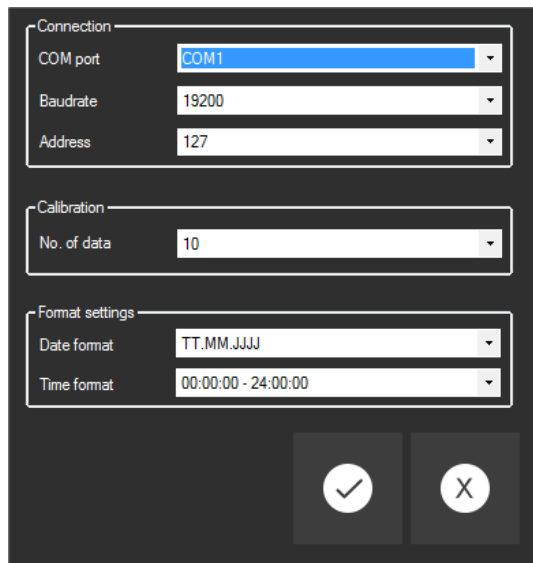 Connection
COM port COM1
Baudrate 19200
Address 127
Calibration
No. of data 10
Format settings
Date format TT.MM.JJJJ
Time format 00:00:00 - 24:00:00
X